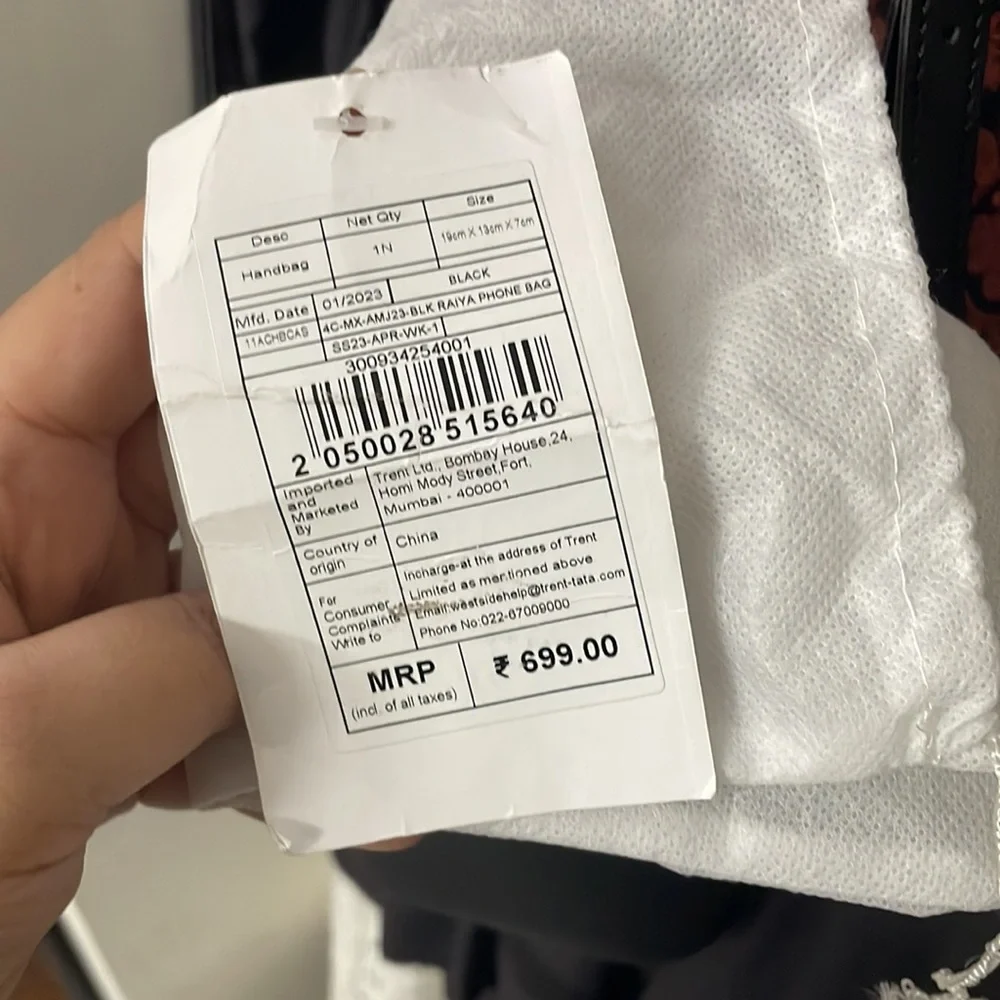 Desc Net Qty Size
Handbag 1N 19cm X 13cm X 7cm
BLACK
Mfd. Date 01/2023
11ACHBCAS 4C-MX-AMJ23-BLK RAIYA PHONE BAG
SS23-APR-WK-1
300934254001
2 050028 515640
Imported
and
Marketed
By
Trent Ltd., Bombay House,24,
Homi Mody Street,Fort,
Mumbai - 400001
Country of
origin
China
For
Consumer
Complaints
Write to
Incharge-at the address of Trent
Limited as mentioned above
Email:westsidehelp@trent-tata.com
Phone No:022-67009000
MRP
(incl. of all taxes)
₹ 699.00